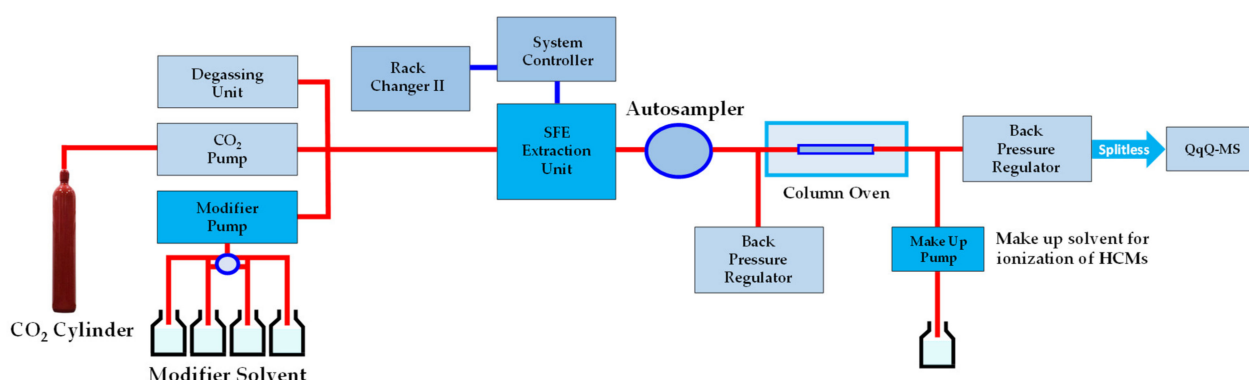 Degassing
Unit
CO₂
Pump
Modifier
Pump
CO₂ Cylinder
Modifier Solvent
Rack
Changer II
System
Controller
SFE
Extraction
Unit
Autosampler
Column Oven
Back
Pressure
Regulator
Back
Pressure
Regulator
Splitless
QqQ-MS
Make Up
Pump
Make up solvent for
ionization of HCMs